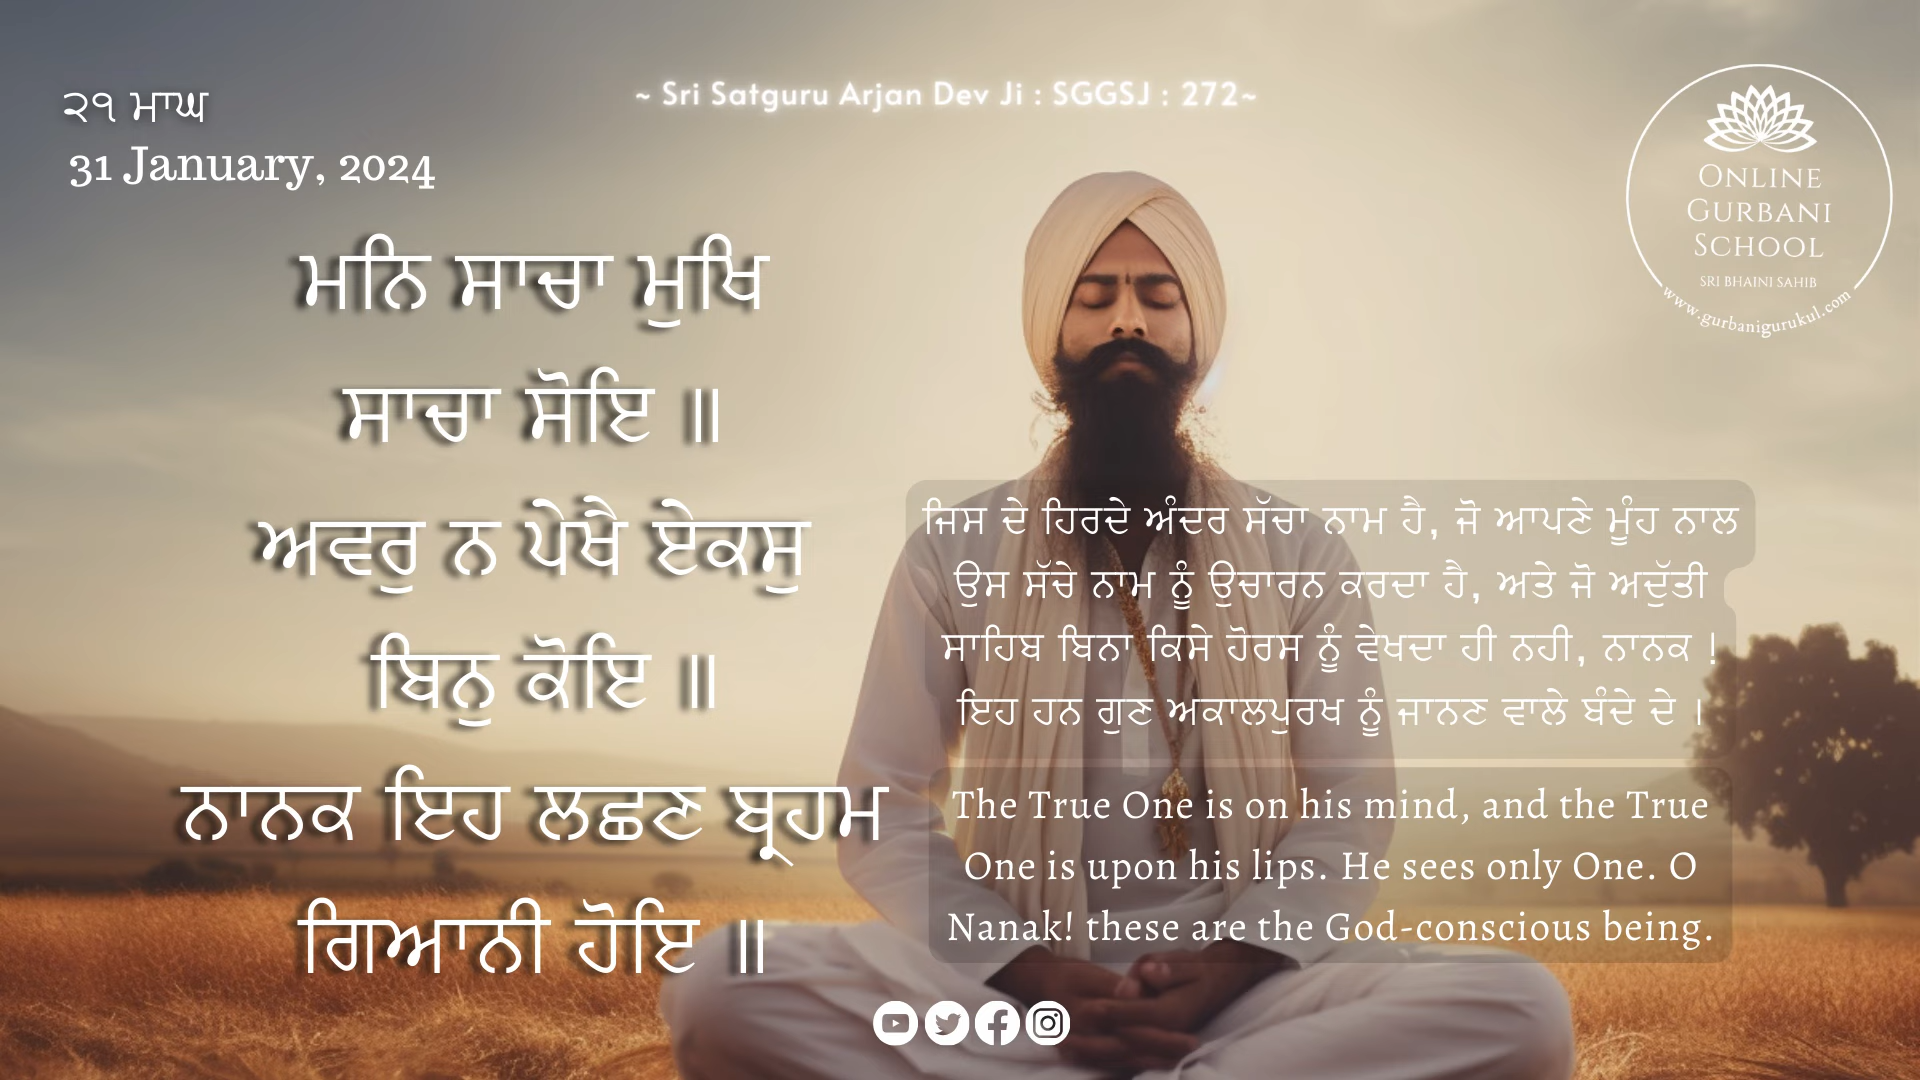 ੨੧ ਮਾਘ
31 January, 2024
~ Sri Satguru Arjan Dev Ji : SGGSJ : 272~
ONLINE
GURBANI
SCHOOL
SRI BHAINI SAHIB
www.gurbanigurukul.com
ਮਨਿ ਸਾਚਾ ਮੁਖਿ
ਸਾਚਾ ਸੋਇ ॥
ਅਵਰੁ ਨ ਪੇਖੈ ਏਕਸੁ
ਬਿਨੁ ਕੋਇ ॥
ਨਾਨਕ ਇਹ ਲਛਣ ਬ੍ਰਹਮ
ਗਿਆਨੀ ਹੋਇ ॥
ਜਿਸ ਦੇ ਹਿਰਦੇ ਅੰਦਰ ਸੱਚਾ ਨਾਮ ਹੈ, ਜੋ ਆਪਣੇ ਮੂੰਹ ਨਾਲ
ਉਸ ਸੱਚੇ ਨਾਮ ਨੂੰ ਉਚਾਰਨ ਕਰਦਾ ਹੈ, ਅਤੇ ਜੋ ਅਦੁੱਤੀ
ਸਾਹਿਬ ਬਿਨਾ ਕਿਸੇ ਹੋਰਸ ਨੂੰ ਵੇਖਦਾ ਹੀ ਨਹੀ, ਨਾਨਕ !
ਇਹ ਹਨ ਗੁਣ ਅਕਾਲਪੁਰਖ ਨੂੰ ਜਾਨਣ ਵਾਲੇ ਬੰਦੇ ਦੇ ।
The True One is on his mind, and the True
One is upon his lips. He sees only One. O
Nanak! these are the God-conscious being.